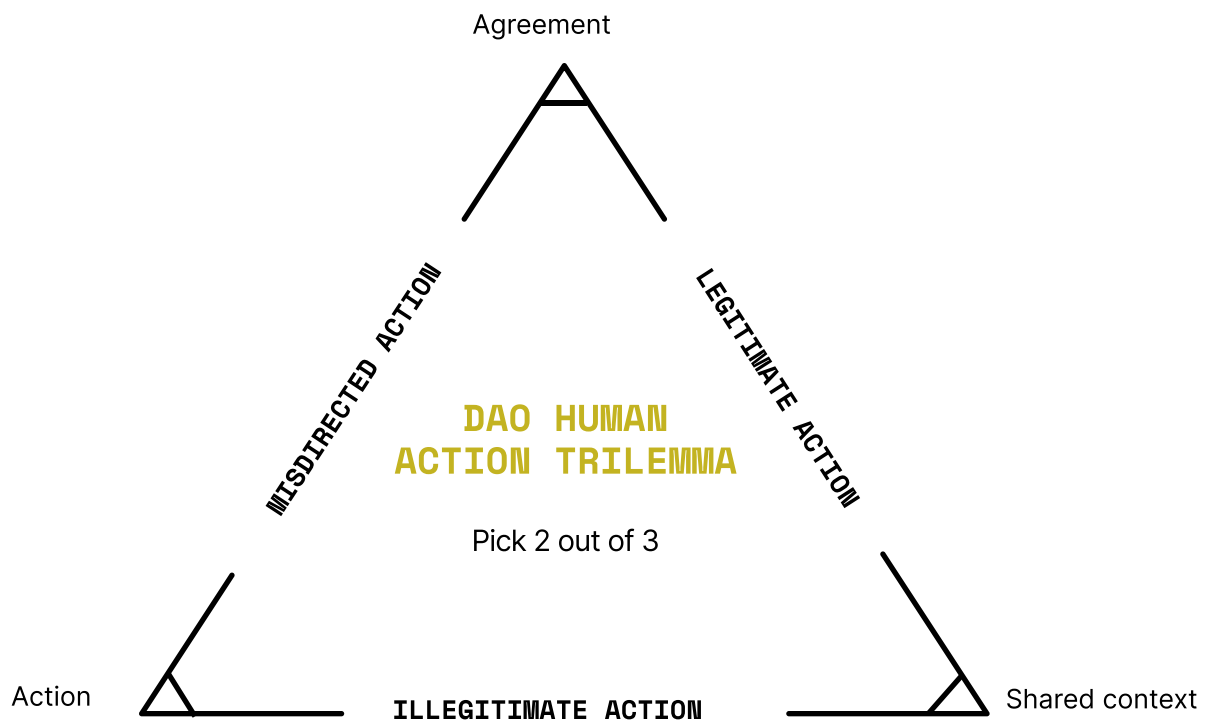 Agreement
MISDIRECTED ACTION
LEGITIMATE ACTION
DAO HUMAN
ACTION TRILEMMA
Pick 2 out of 3
Action
ILLEGITIMATE ACTION
Shared context